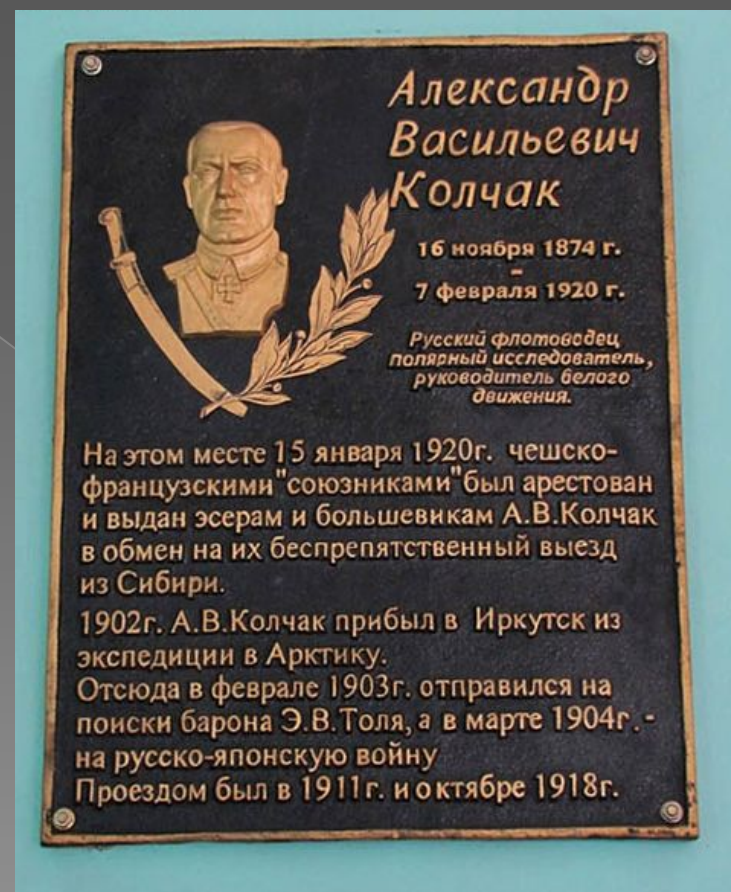 Александр
Васильевич
Колчак
16 ноября 1874 г.
-
7 февраля 1920 г.
Русский флотоводец
полярный исследователь,
руководитель белого
движения.
На этом месте 15 января 1920г. чешско-
французскими "союзниками" был арестован
и выдан эсерам и большевикам А.В.Колчак
в обмен на их беспрепятственный выезд
из Сибири.
1902г. А.В.Колчак прибыл в Иркутск из
экспедиции в Арктику.
Отсюда в феврале 1903г. отправился на
поиски барона Э.В.Толя, а в марте 1904г.-
на русско-японскую войну
Проездом был в 1911г. и октябре 1918г.